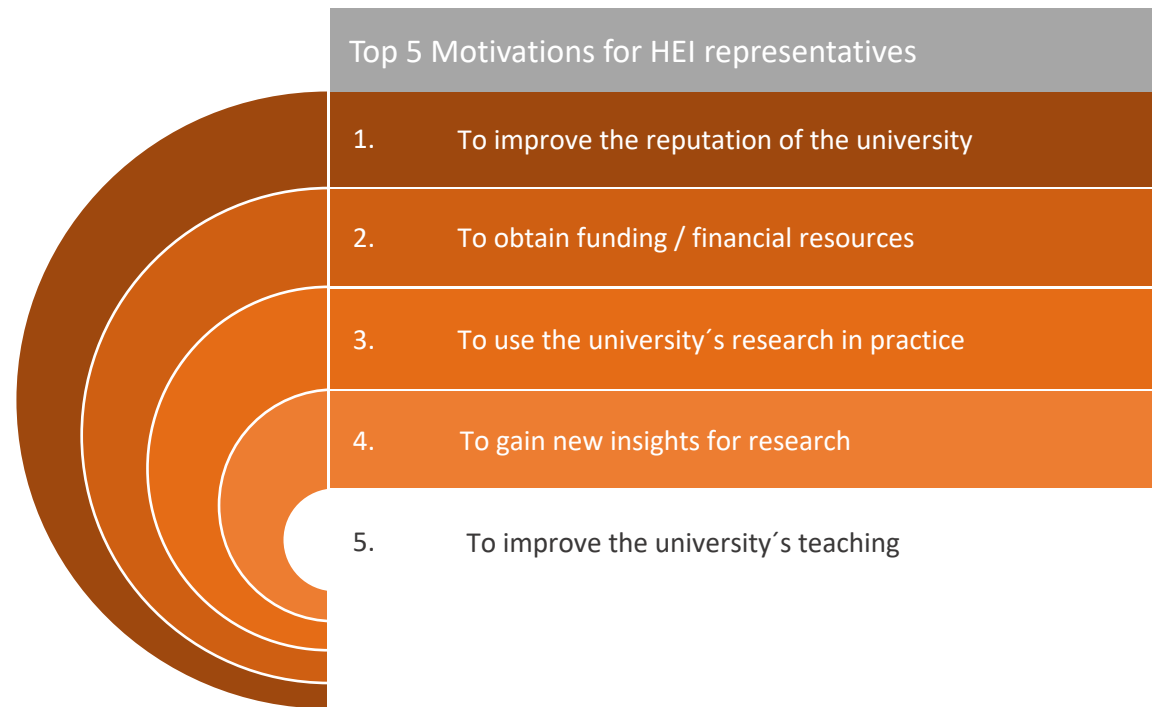 Top 5 Motivations for HEI representatives
1. To improve the reputation of the university
2. To obtain funding / financial resources
3. To use the university´s research in practice
4. To gain new insights for research
5. To improve the university´s teaching